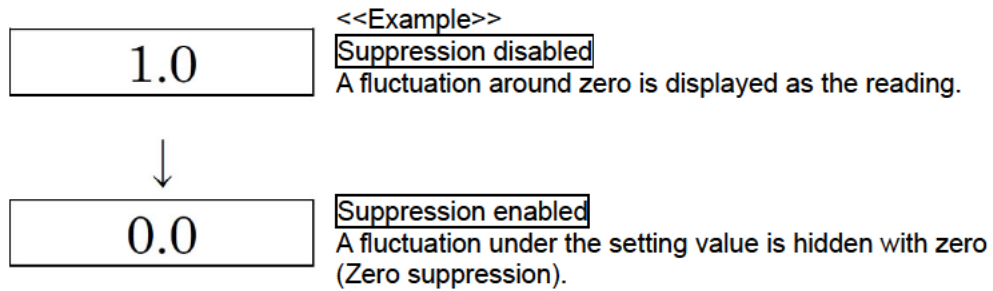 <<Example>>
Suppression disabled
1.0
A fluctuation around zero is displayed as the reading.
↓
Suppression enabled
0.0
A fluctuation under the setting value is hidden with zero
(Zero suppression).